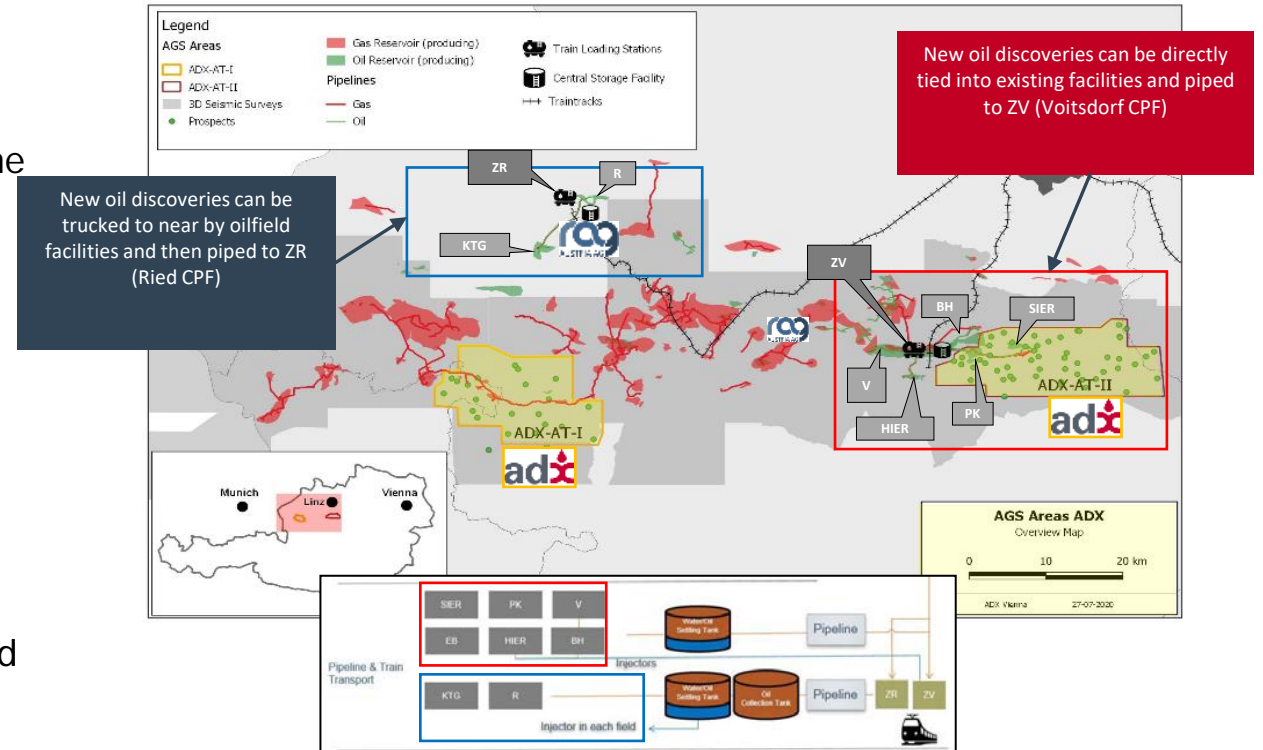 Legend
AGS Areas
ADX-AT-I
ADX-AT-II
3D Seismic Surveys
Prospects
Gas Reservoir (producing)
Oil Reservoir (producing)
Pipelines
Gas
Oil
Train Loading Stations
Central Storage Facility
Traintracks
New oil discoveries can be directly
tied into existing facilities and piped
to ZV (Voitsdorf CPF)
ne
New oil discoveries can be
trucked to near by oilfield
facilities and then piped to ZR
(Ried CPF)
ZR
R
KTG
rag
AUSTRIA AG
ZV
BH
SIER
rag
AUSTRIA AG
V
HIER
PK
ADX-AT-II
adx
ADX-AT-I
adx
Munich
Linz
Vienna
AGS Areas ADX
Overview Map
0 10 20 km
ADX Vienna 27-07-2020
d
SIER PK V
EB HIER BH
Water/Oil
Settling Tank
Pipeline
Injectors
Pipeline & Train
Transport
KTG R
Water/Oil
Settling Tank
Oil
Collection Tank
Pipeline
ZR ZV
Injector in each field